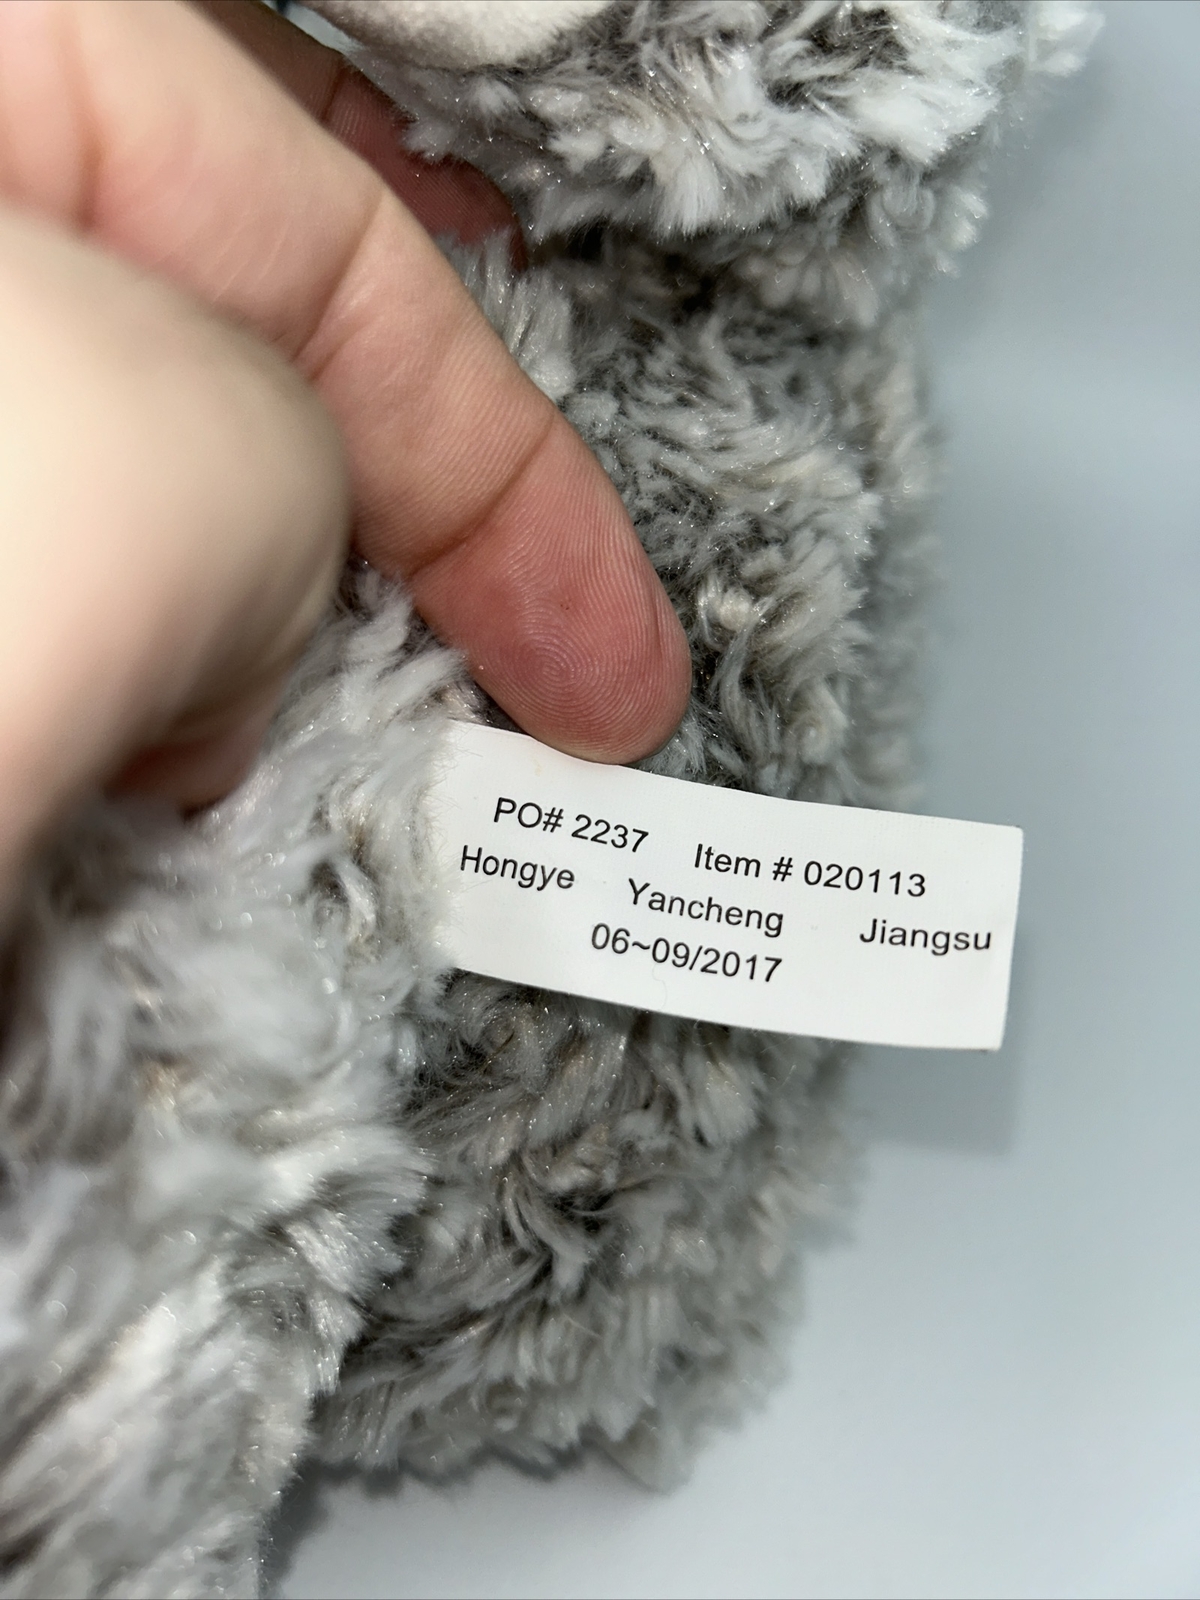 PO# 2237 Item # 020113
Hongye Yancheng Jiangsu
06~09/2017